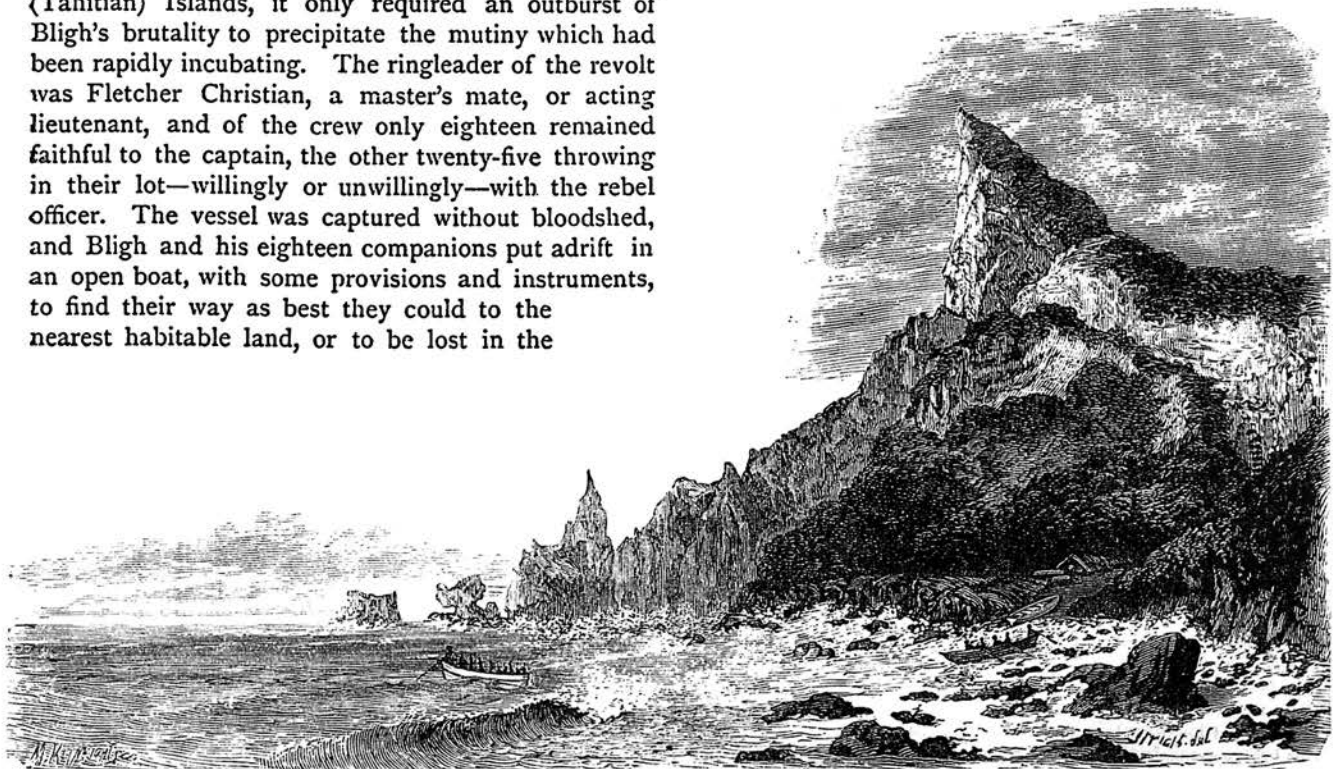 (Tahitian) Islands, it only required an outburst of
Bligh's brutality to precipitate the mutiny which had
been rapidly incubating. The ringleader of the revolt
was Fletcher Christian, a master's mate, or acting
lieutenant, and of the crew only eighteen remained
faithful to the captain, the other twenty-five throwing
in their lot—willingly or unwillingly—with the rebel
officer. The vessel was captured without bloodshed,
and Bligh and his eighteen companions put adrift in
an open boat, with some provisions and instruments,
to find their way as best they could to the
nearest habitable land, or to be lost in the